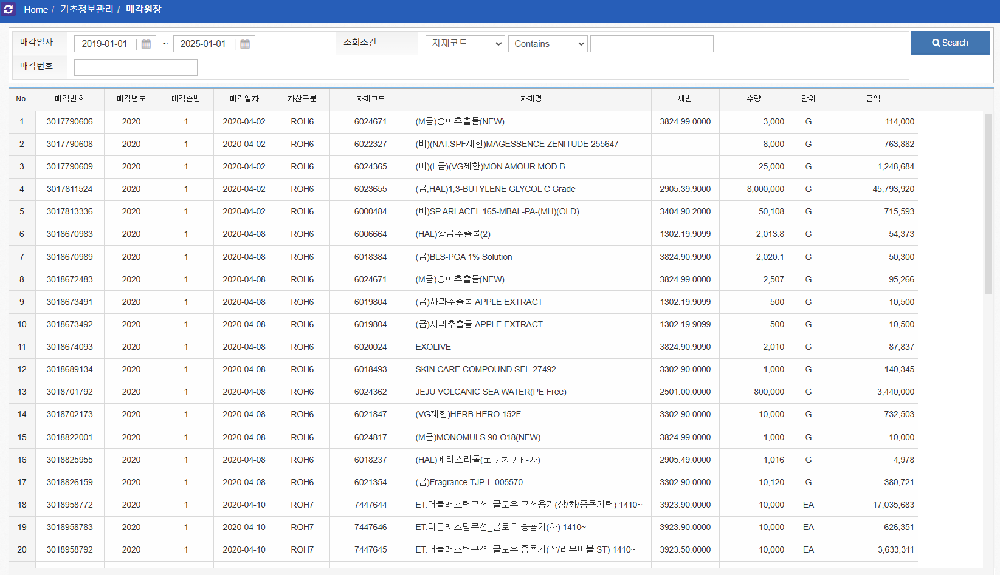 Home / 기초정보관리 / 매각원장
매각일자 2019-01-01 ~ 2025-01-01 조회조건 자재코드 Contains Search
매각번호
No. 매각번호 매각년도 매각순번 매각일자 자산구분 자재코드 자재명 세번 수량 단위 금액
1 3017790606 2020 1 2020-04-02 ROH6 6024671 (M금)송이추출물(NEW) 3824.99.0000 3,000 G 114,000
2 3017790608 2020 1 2020-04-02 ROH6 6022327 (비)(NAT,SPF제한)MAGESSENCE ZENITUDE 255647 8,000 G 763,882
3 3017790609 2020 1 2020-04-02 ROH6 6024365 (비)(L금)(VG제한)MON AMOUR MOD B 25,000 G 1,248,684
4 3017811524 2020 1 2020-04-02 ROH6 6023655 (금,HAL)1,3-BUTYLENE GLYCOL C Grade 2905.39.9000 8,000,000 G 45,793,920
5 3017813336 2020 1 2020-04-02 ROH6 6000484 (비)SP ARLACEL 165-MBAL-PA-(MH)(OLD) 3404.90.2000 50,108 G 715,593
6 3018670983 2020 1 2020-04-08 ROH6 6006664 (HAL)황금추출물(2) 1302.19.9099 2,013.8 G 54,373
7 3018670989 2020 1 2020-04-08 ROH6 6018384 (금)BLS-PGA 1% Solution 3824.90.9090 2,020.1 G 50,300
8 3018672483 2020 1 2020-04-08 ROH6 6024671 (M금)송이추출물(NEW) 3824.99.0000 2,507 G 95,266
9 3018673491 2020 1 2020-04-08 ROH6 6019804 (금)사과추출물 APPLE EXTRACT 1302.19.9099 500 G 10,500
10 3018673492 2020 1 2020-04-08 ROH6 6019804 (금)사과추출물 APPLE EXTRACT 1302.19.9099 500 G 10,500
11 3018674093 2020 1 2020-04-08 ROH6 6020024 EXOLIVE 3824.90.9090 2,010 G 87,837
12 3018689134 2020 1 2020-04-08 ROH6 6018493 SKIN CARE COMPOUND SEL-27492 3302.90.0000 1,000 G 140,345
13 3018701792 2020 1 2020-04-08 ROH6 6024362 JEJU VOLCANIC SEA WATER(PE Free) 2501.00.0000 800,000 G 3,440,000
14 3018702173 2020 1 2020-04-08 ROH6 6021847 (VG제한)HERB HERO 152F 3302.90.0000 10,000 G 732,503
15 3018822001 2020 1 2020-04-08 ROH6 6024817 (M금)MONOMULS 90-O18(NEW) 3824.99.0000 1,000 G 10,000
16 3018825955 2020 1 2020-04-08 ROH6 6018237 (HAL)에리스리톨(ェリスリト-ル) 2905.49.0000 1,016 G 4,978
17 3018826159 2020 1 2020-04-08 ROH6 6021354 (금)Fragrance TJP-L-005570 3302.90.0000 10,120 G 380,721
18 3018958772 2020 1 2020-04-10 ROH7 7447644 ET.더블래스팅쿠션_글로우 쿠션용기(상/하/중용기링) 1410~ 3923.90.0000 10,000 EA 17,035,683
19 3018958783 2020 1 2020-04-10 ROH7 7447646 ET.더블래스팅쿠션_글로우 중용기(하) 1410~ 3923.90.0000 10,000 EA 626,351
20 3018958792 2020 1 2020-04-10 ROH7 7447645 ET.더블래스팅쿠션_글로우 중용기(상/리무버블 ST) 1410~ 3923.50.0000 10,000 EA 3,633,311